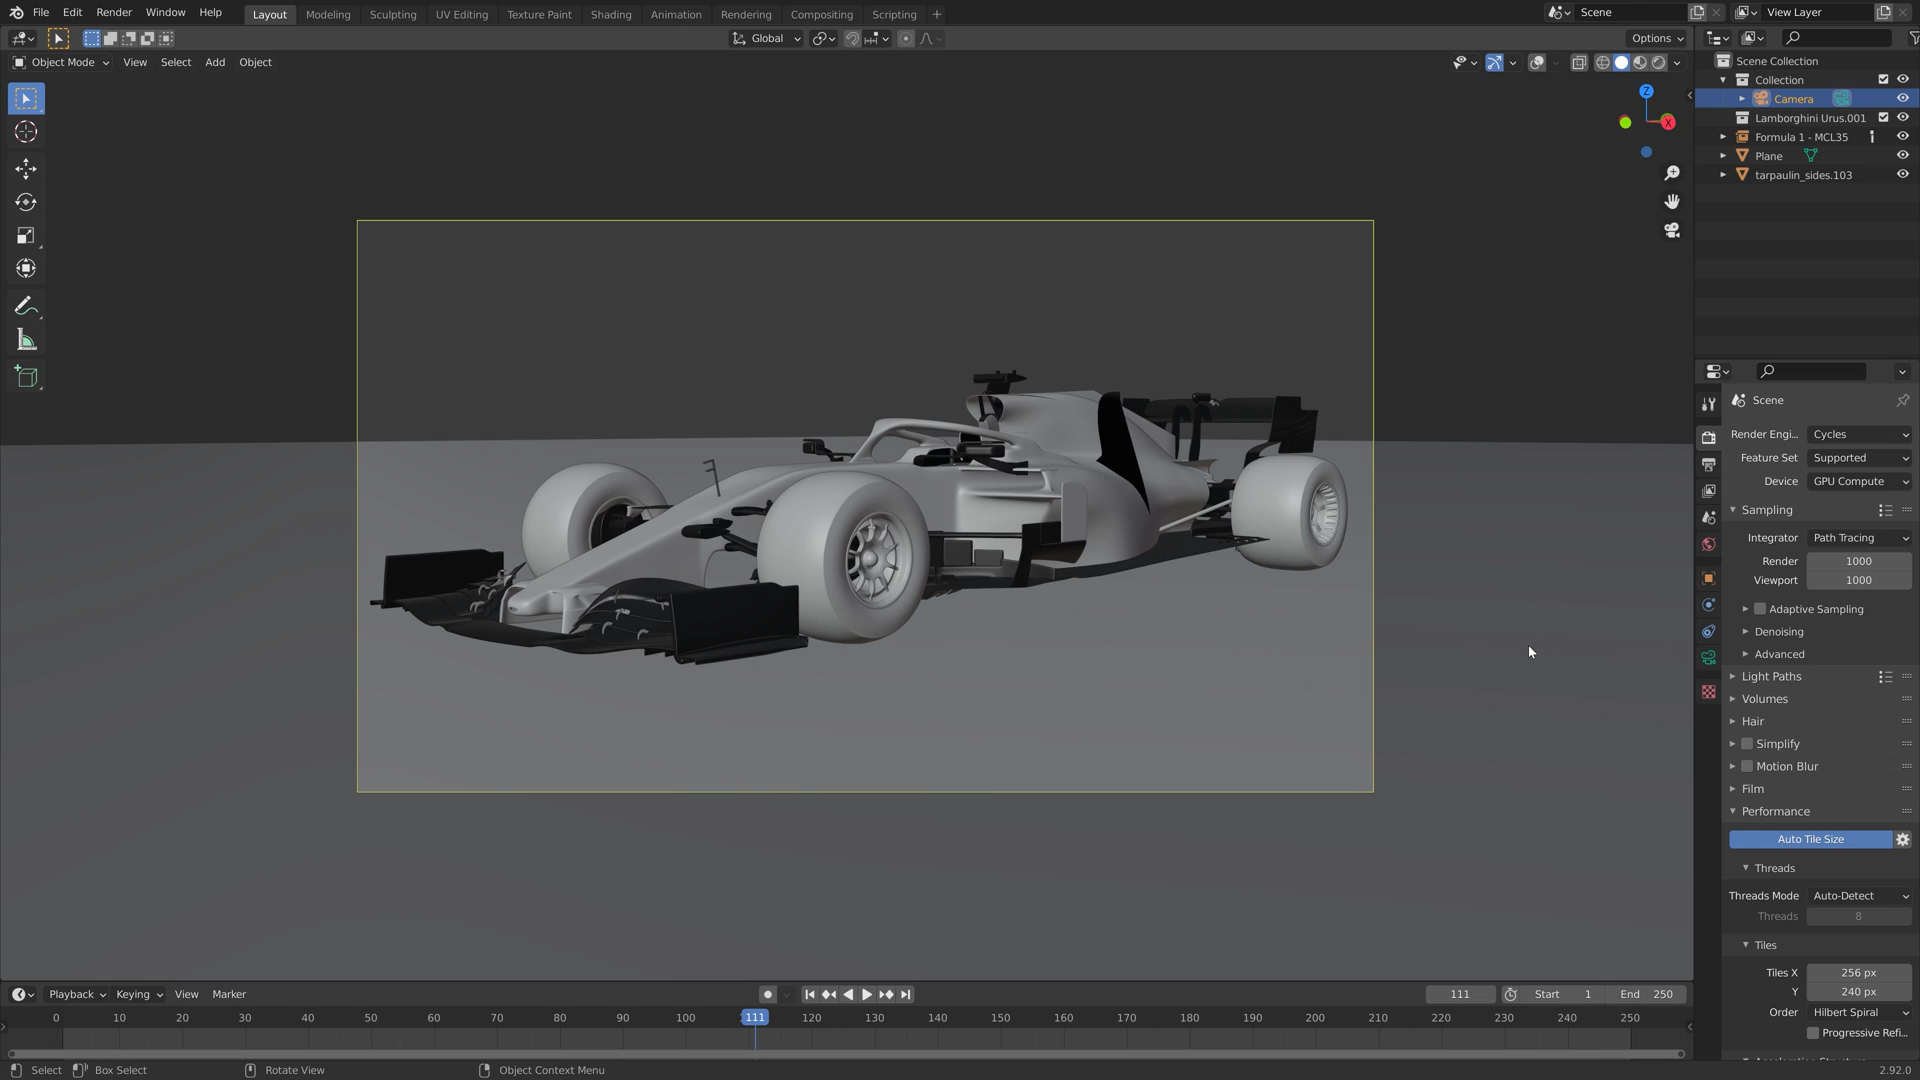 File Edit Render Window Help Layout Modeling Sculpting UV Editing Texture Paint Shading Animation Rendering Compositing Scripting + Scene View Layer
Global Options
Object Mode View Select Add Object
Z
X
Scene Collection
Collection
Camera
Lamborghini Urus.001
Formula 1 - MCL35
Plane
tarpaulin_sides.103
Scene
Render Engi... Cycles
Feature Set Supported
Device GPU Compute
Sampling
Integrator Path Tracing
Render 1000
Viewport 1000
Adaptive Sampling
Denoising
Advanced
Light Paths
Volumes
Hair
Simplify
Motion Blur
Film
Performance
Auto Tile Size
Threads
Threads Mode Auto-Detect
Threads 8
Tiles
Tiles X 256 px
Y 240 px
Order Hilbert Spiral
Progressive Refi...
Playback Keying View Marker 111 Start 1 End 250
0 10 20 30 40 50 60 70 80 90 100 111 120 130 140 150 160 170 180 190 200 210 220 230 240 250
Select Box Select Rotate View Object Context Menu 2.92.0